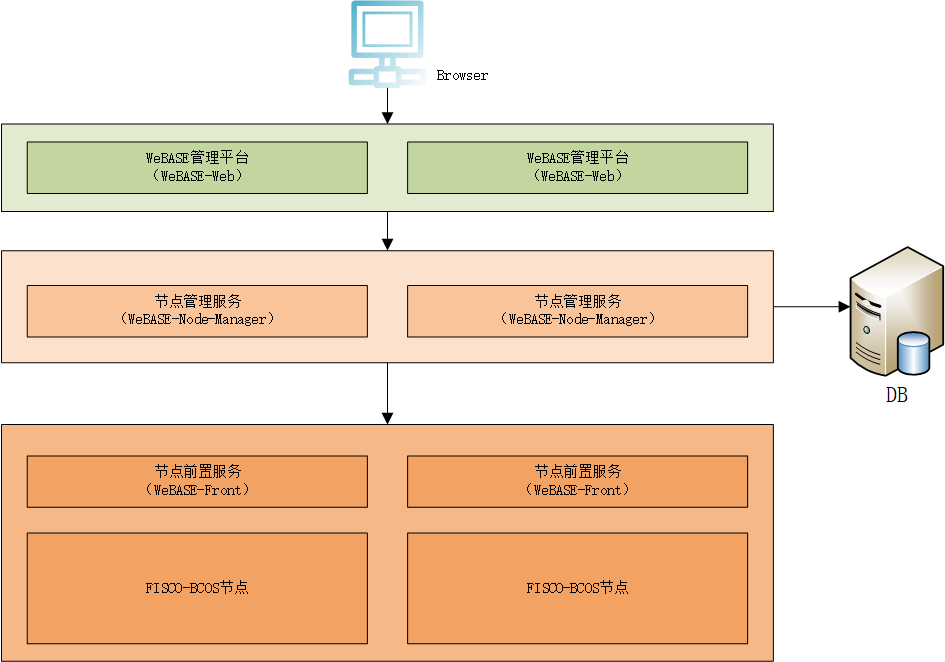 Browser
WeBASE管理平台
（WeBASE-Web）
WeBASE管理平台
（WeBASE-Web）
节点管理服务
（WeBASE-Node-Manager）
节点管理服务
（WeBASE-Node-Manager）
DB
节点前置服务
（WeBASE-Front）
节点前置服务
（WeBASE-Front）
FISCO-BCOS节点
FISCO-BCOS节点